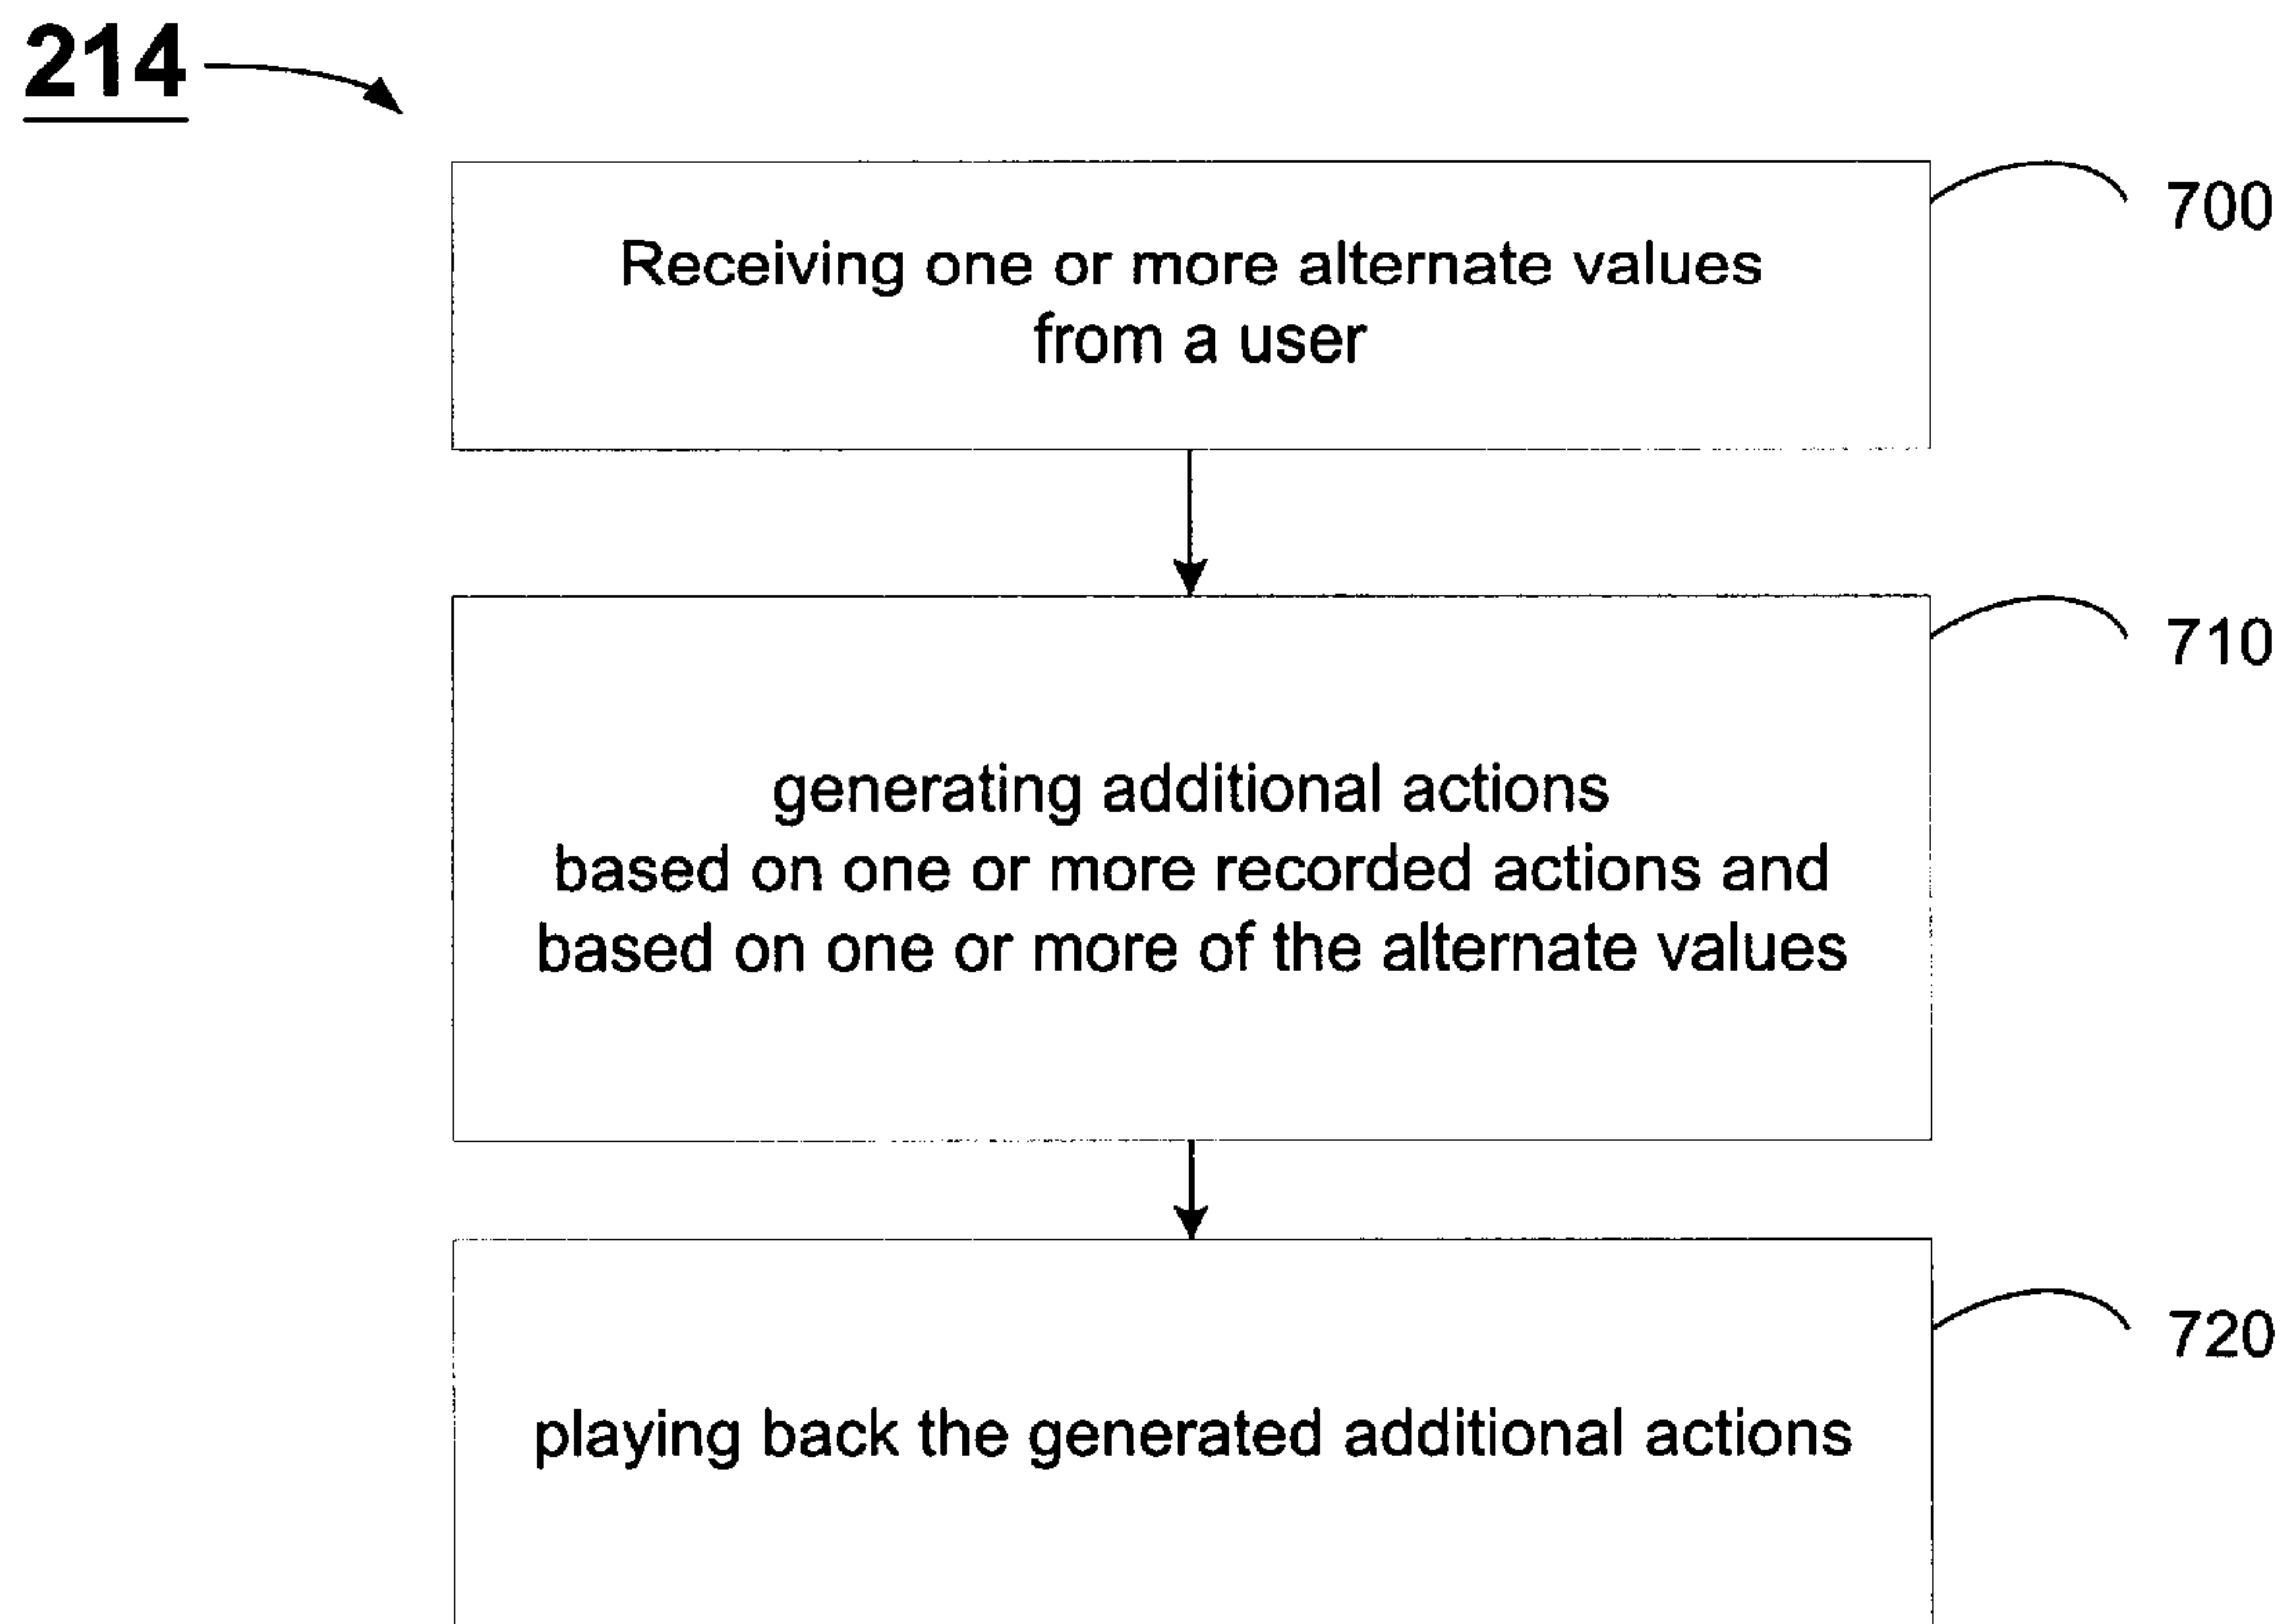 214
700
Receiving one or more alternate values
from a user
710
generating additional actions
based on one or more recorded actions and
based on one or more of the alternate values
720
playing back the generated additional actions